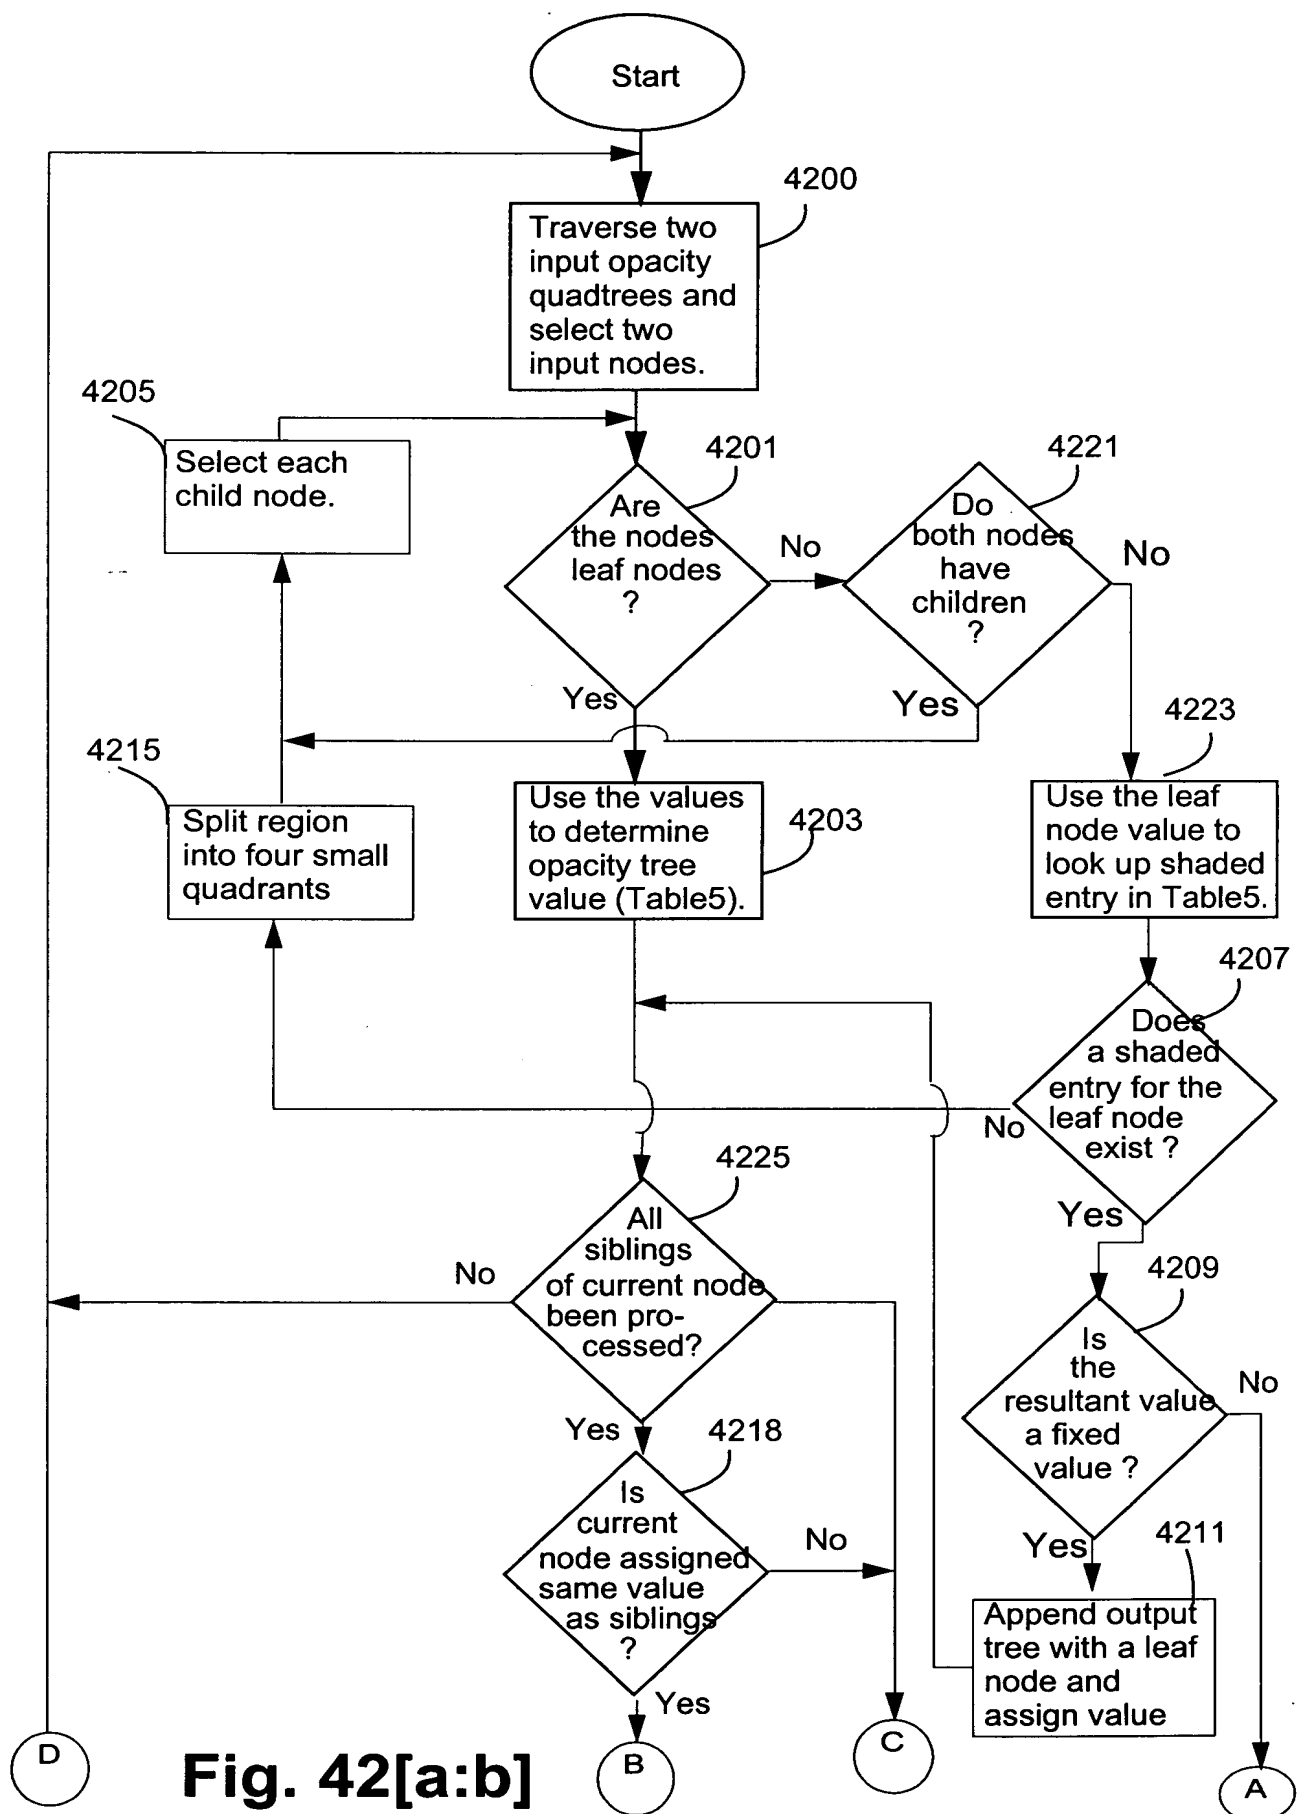 Start
4200
Traverse two
input opacity
quadtrees and
select two
input nodes.
4205
Select each
child node.
4201
Are
the nodes
leaf nodes
?
No
4221
Do
both nodes
have
children
?
No
Yes
Yes
4215
Split region
into four small
quadrants
Use the values
to determine
opacity tree
value (Table5).
4203
4223
Use the leaf
node value to
look up shaded
entry in Table5.
4207
Does
a shaded
entry for the
leaf node
exist ?
No
Yes
4225
All
siblings
of current node
been pro-
cessed?
No
Yes
4209
Is
the
resultant value
a fixed
value ?
No
Yes
4218
Is
current
node assigned
same value
as siblings
?
No
Yes
4211
Append output
tree with a leaf
node and
assign value
D
B
C
A
Fig. 42[a:b]